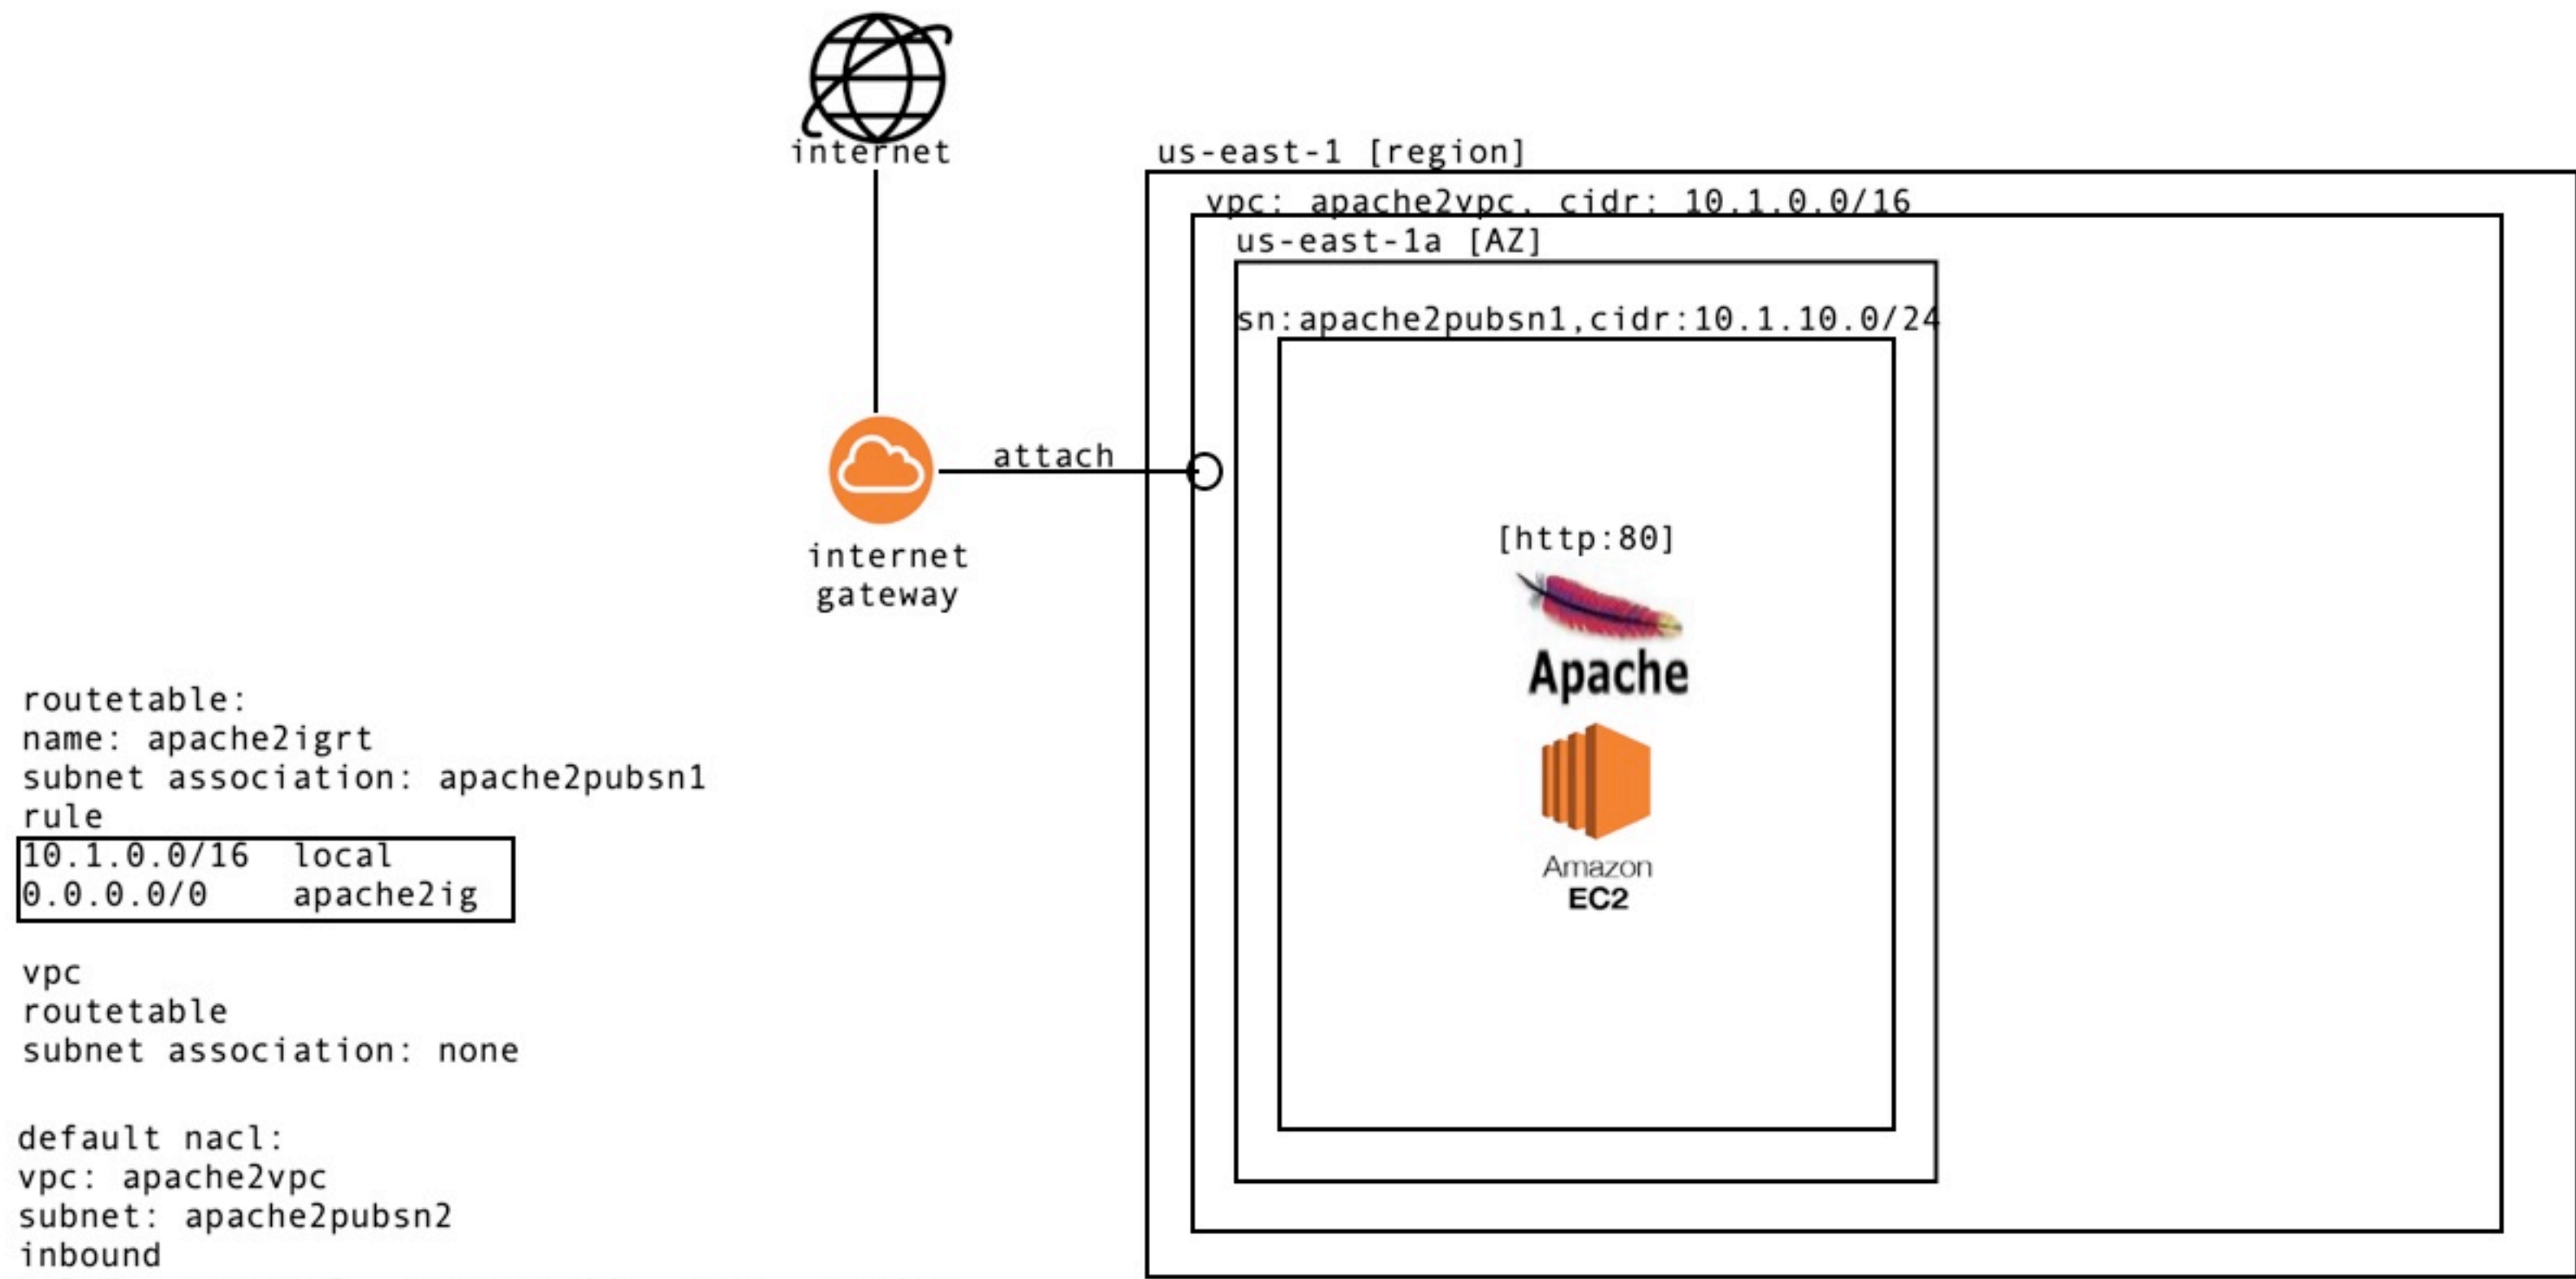 internet
us-east-1 [region]
vpc: apache2vpc, cidr: 10.1.0.0/16
us-east-1a [AZ]
sn:apache2pubsn1,cidr:10.1.10.0/24
attach
internet
gateway
[http:80]
Apache
Amazon
EC2
routetable:
name: apache2igrt
subnet association: apache2pubsn1
rule
10.1.0.0/16 local
0.0.0.0/0 apache2ig
vpc
routetable
subnet association: none
default nacl:
vpc: apache2vpc
subnet: apache2pubsn2
inbound